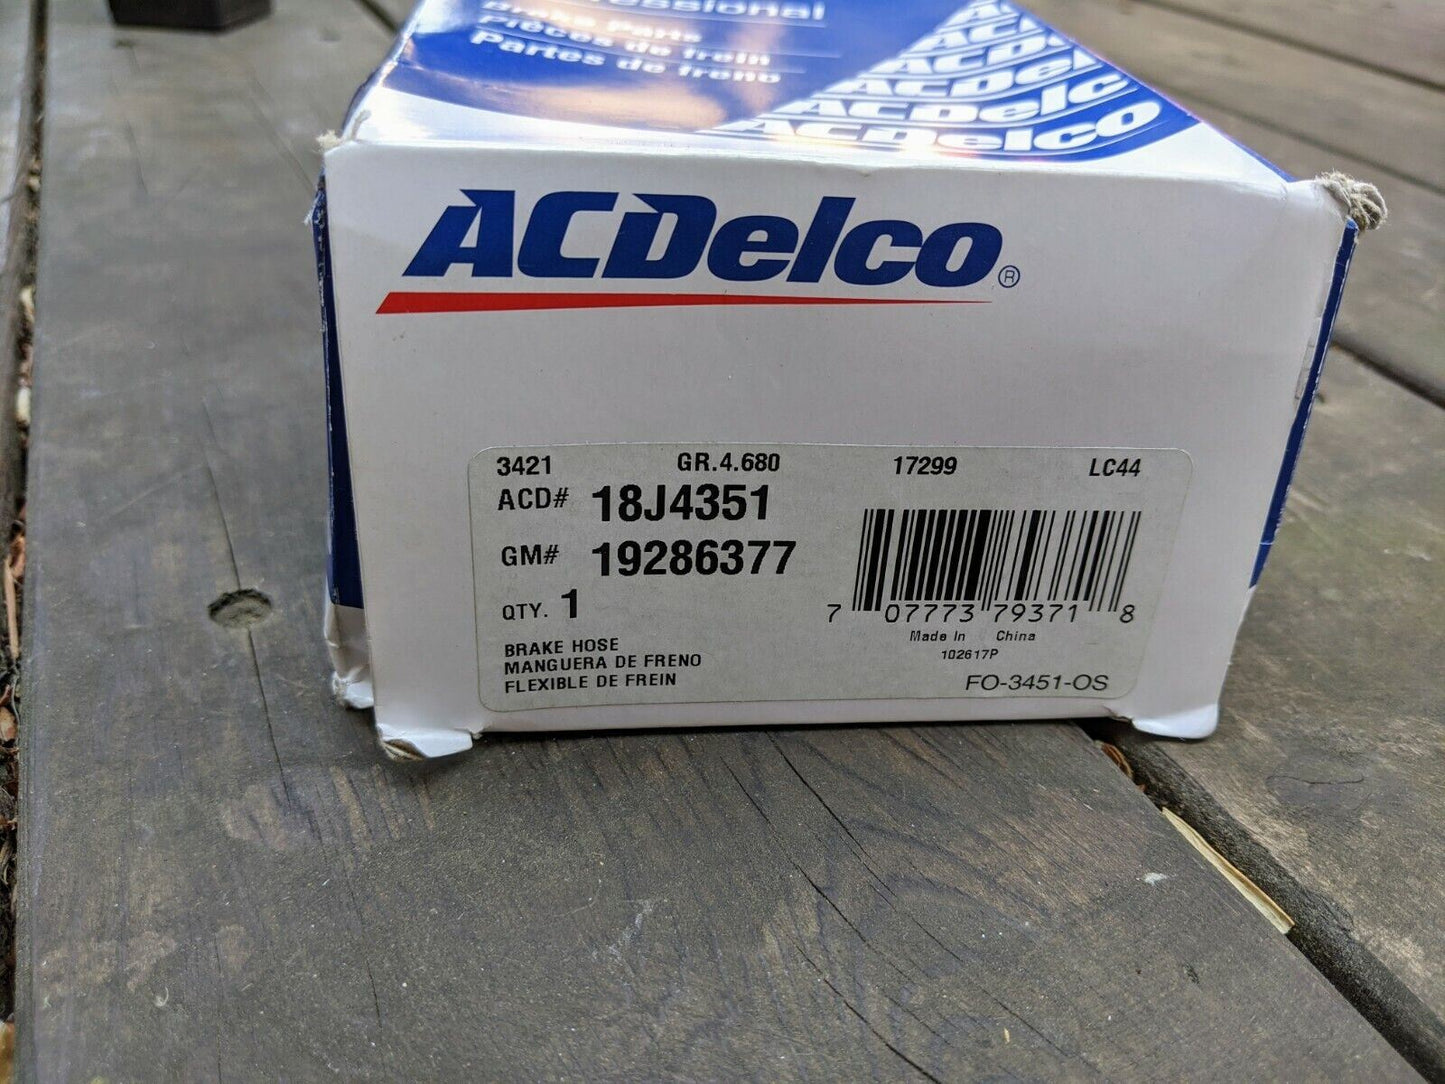 Brake Parts
Pièces de frein
Partes de freno
ACDelco
ACDelco
ACDelco
ACDelco
ACDelco®
3421 GR.4.680 17299 LC44
ACD# 18J4351
GM# 19286377
QTY. 1
7 07773 79371 8
Made In China
102617P
BRAKE HOSE
MANGUERA DE FRENO
FLEXIBLE DE FREIN
FO-3451-OS